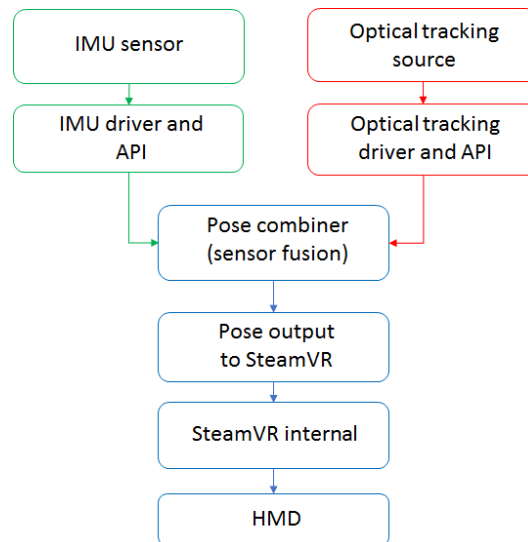 IMU sensor
Optical tracking
source
IMU driver and
API
Optical tracking
driver and API
Pose combiner
(sensor fusion)
Pose output
to SteamVR
SteamVR internal
HMD